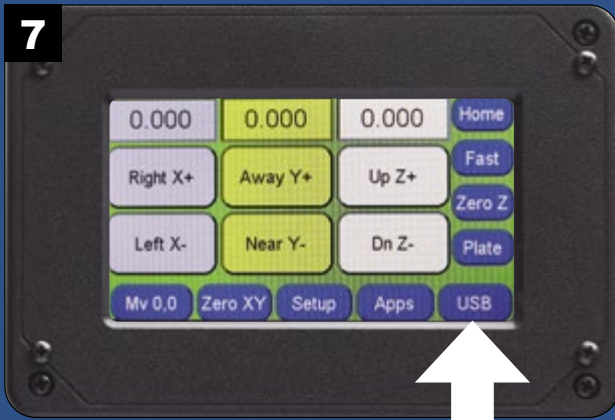 7
0.000 0.000 0.000 Home
Fast
Right X+ Away Y+ Up Z+
Zero Z
Left X- Near Y- Dn Z- Plate
Mv 0,0 Zero XY Setup Apps USB